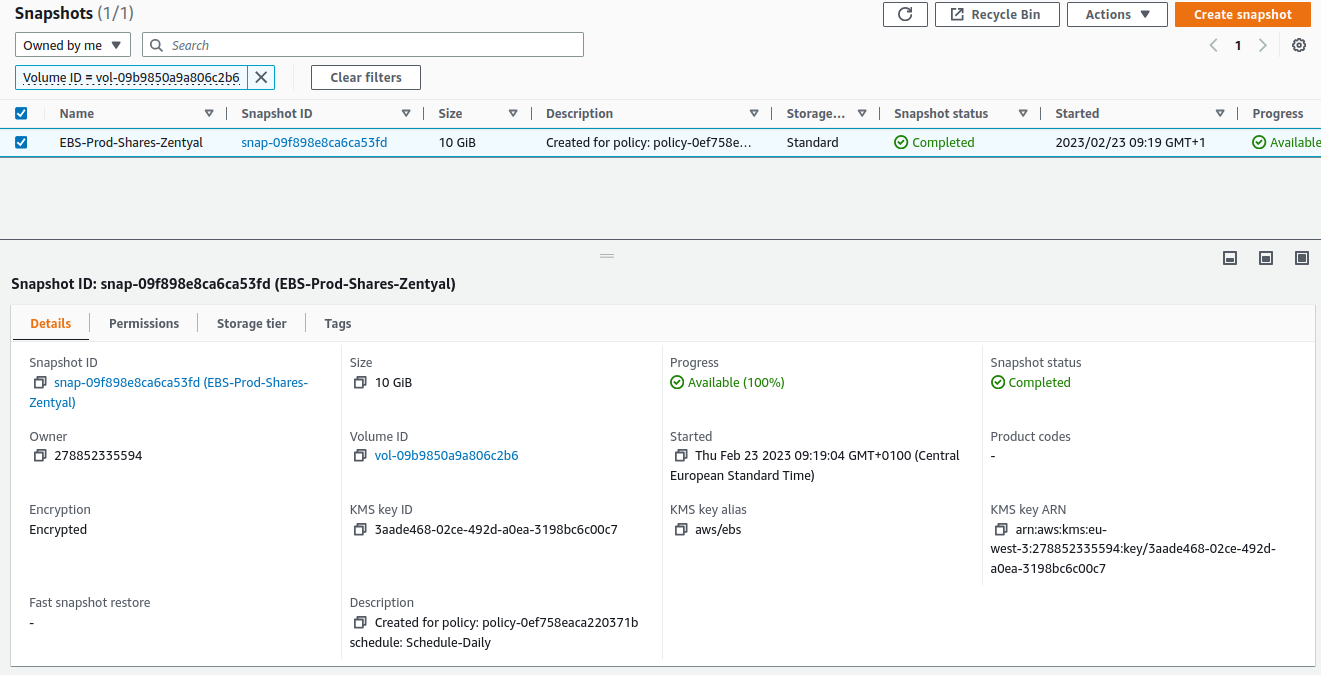 Snapshots (1/1)
Recycle Bin
Actions
Create snapshot
Owned by me
Search
1
Volume ID = vol-09b9850a9a806c2b6
Clear filters
Name Snapshot ID Size Description Storage... Snapshot status Started Progress
EBS-Prod-Shares-Zentyal snap-09f898e8ca6ca53fd 10 GiB Created for policy: policy-0ef758e... Standard Completed 2023/02/23 09:19 GMT+1 Available
Snapshot ID: snap-09f898e8ca6ca53fd (EBS-Prod-Shares-Zentyal)
Details Permissions Storage tier Tags
Snapshot ID
snap-09f898e8ca6ca53fd (EBS-Prod-Shares-
Zentyal)
Size
10 GiB
Progress
Available (100%)
Snapshot status
Completed
Owner
278852335594
Volume ID
vol-09b9850a9a806c2b6
Started
Thu Feb 23 2023 09:19:04 GMT+0100 (Central
European Standard Time)
Product codes
-
Encryption
Encrypted
KMS key ID
3aade468-02ce-492d-a0ea-3198bc6c00c7
KMS key alias
aws/ebs
KMS key ARN
arn:aws:kms:eu-
west-3:278852335594:key/3aade468-02ce-492d-
a0ea-3198bc6c00c7
Fast snapshot restore
-
Description
Created for policy: policy-0ef758eaca220371b
schedule: Schedule-Daily